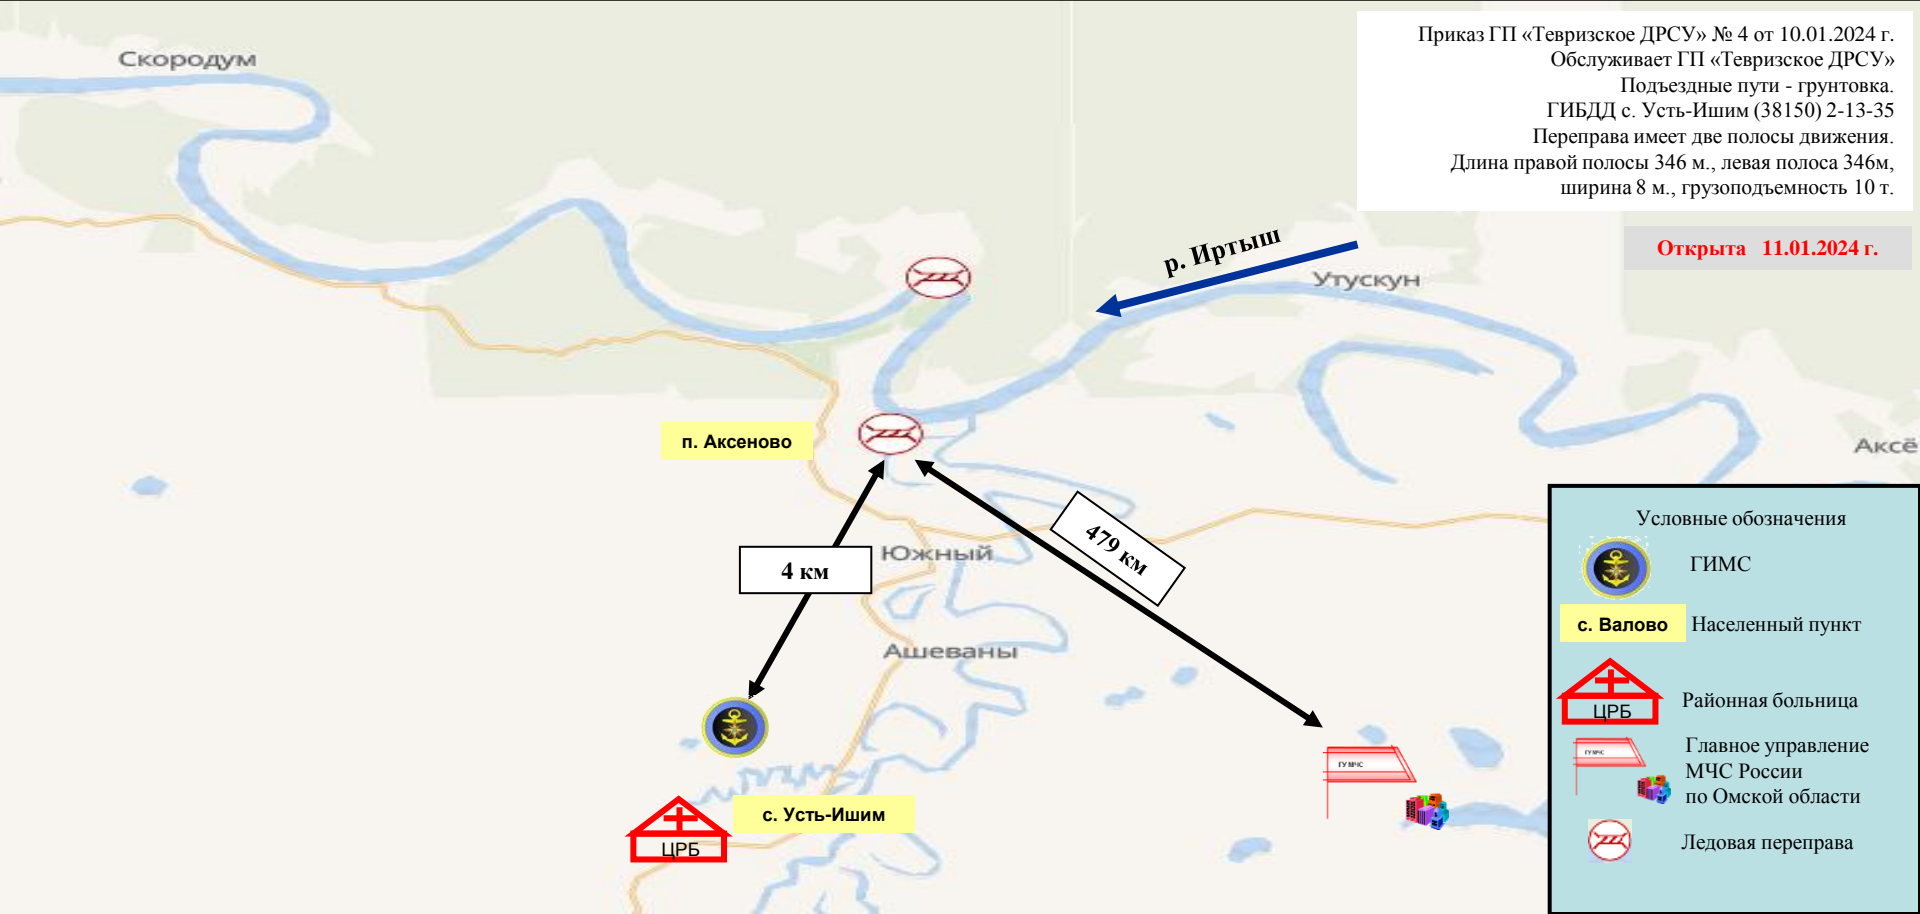 Скородум
Приказ ГП «Тевризское ДРСУ» № 4 от 10.01.2024 г.
Обслуживает ГП «Тевризское ДРСУ»
Подъездные пути - грунтовка.
ГИБДД с. Усть-Ишим (38150) 2-13-35
Переправа имеет две полосы движения.
Длина правой полосы 346 м., левая полоса 346м,
ширина 8 м., грузоподъемность 10 т.
Открыта 11.01.2024 г.
р. Иртыш
Утускун
п. Аксеново
Аксё
479 км
Южный
4 км
Ашеваны
ГУ МЧС
с. Усть-Ишим
ЦРБ
Условные обозначения
ГИМС
с. Валово
Населенный пункт
ЦРБ
Районная больница
ГУ МЧС
Главное управление
МЧС России
по Омской области
Ледовая переправа